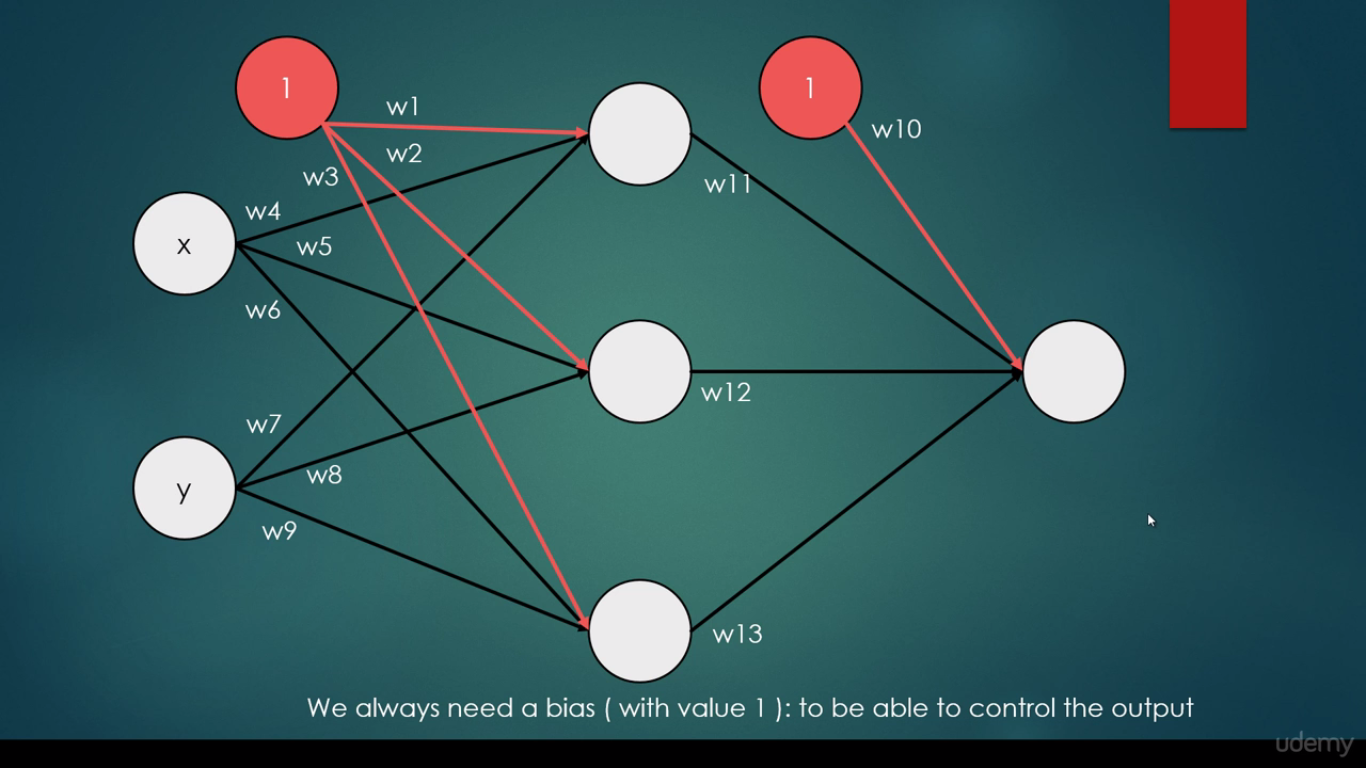 1
1
w1
w10
w2
w3
w11
w4
x
w5
w6
w12
w7
w8
y
w9
w13
We always need a bias ( with value 1 ): to be able to control the output
udemy